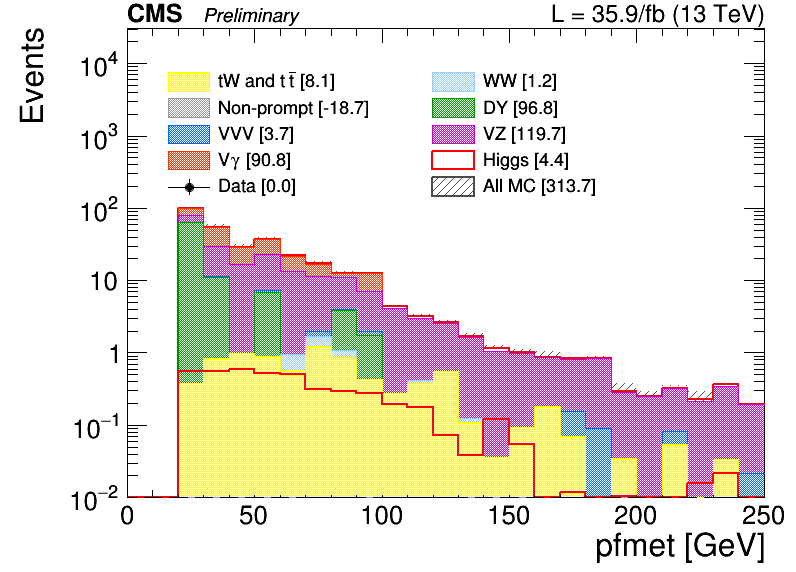 CMS Preliminary L = 35.9/fb (13 TeV)
Events
10⁴
10³
10²
10
1
10⁻¹
10⁻²
tW and t t̅ [8.1] WW [1.2]
Non-prompt [-18.7] DY [96.8]
VVV [3.7] VZ [119.7]
Vγ [90.8] Higgs [4.4]
Data [0.0] All MC [313.7]
0 50 100 150 200 250
pfmet [GeV]